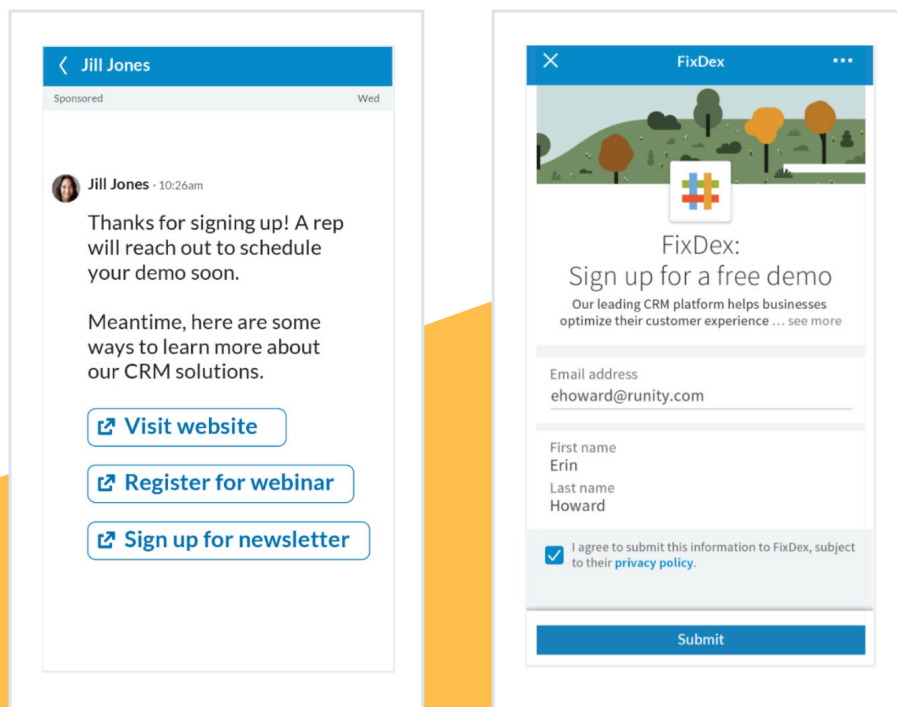 Jill Jones
Sponsored
Wed
Jill Jones · 10:26am
Thanks for signing up! A rep
will reach out to schedule
your demo soon.
Meantime, here are some
ways to learn more about
our CRM solutions.
Visit website
Register for webinar
Sign up for newsletter
FixDex
FixDex:
Sign up for a free demo
Our leading CRM platform helps businesses
optimize their customer experience ... see more
Email address
ehoward@runity.com
First name
Erin
Last name
Howard
I agree to submit this information to FixDex, subject
to their privacy policy.
Submit